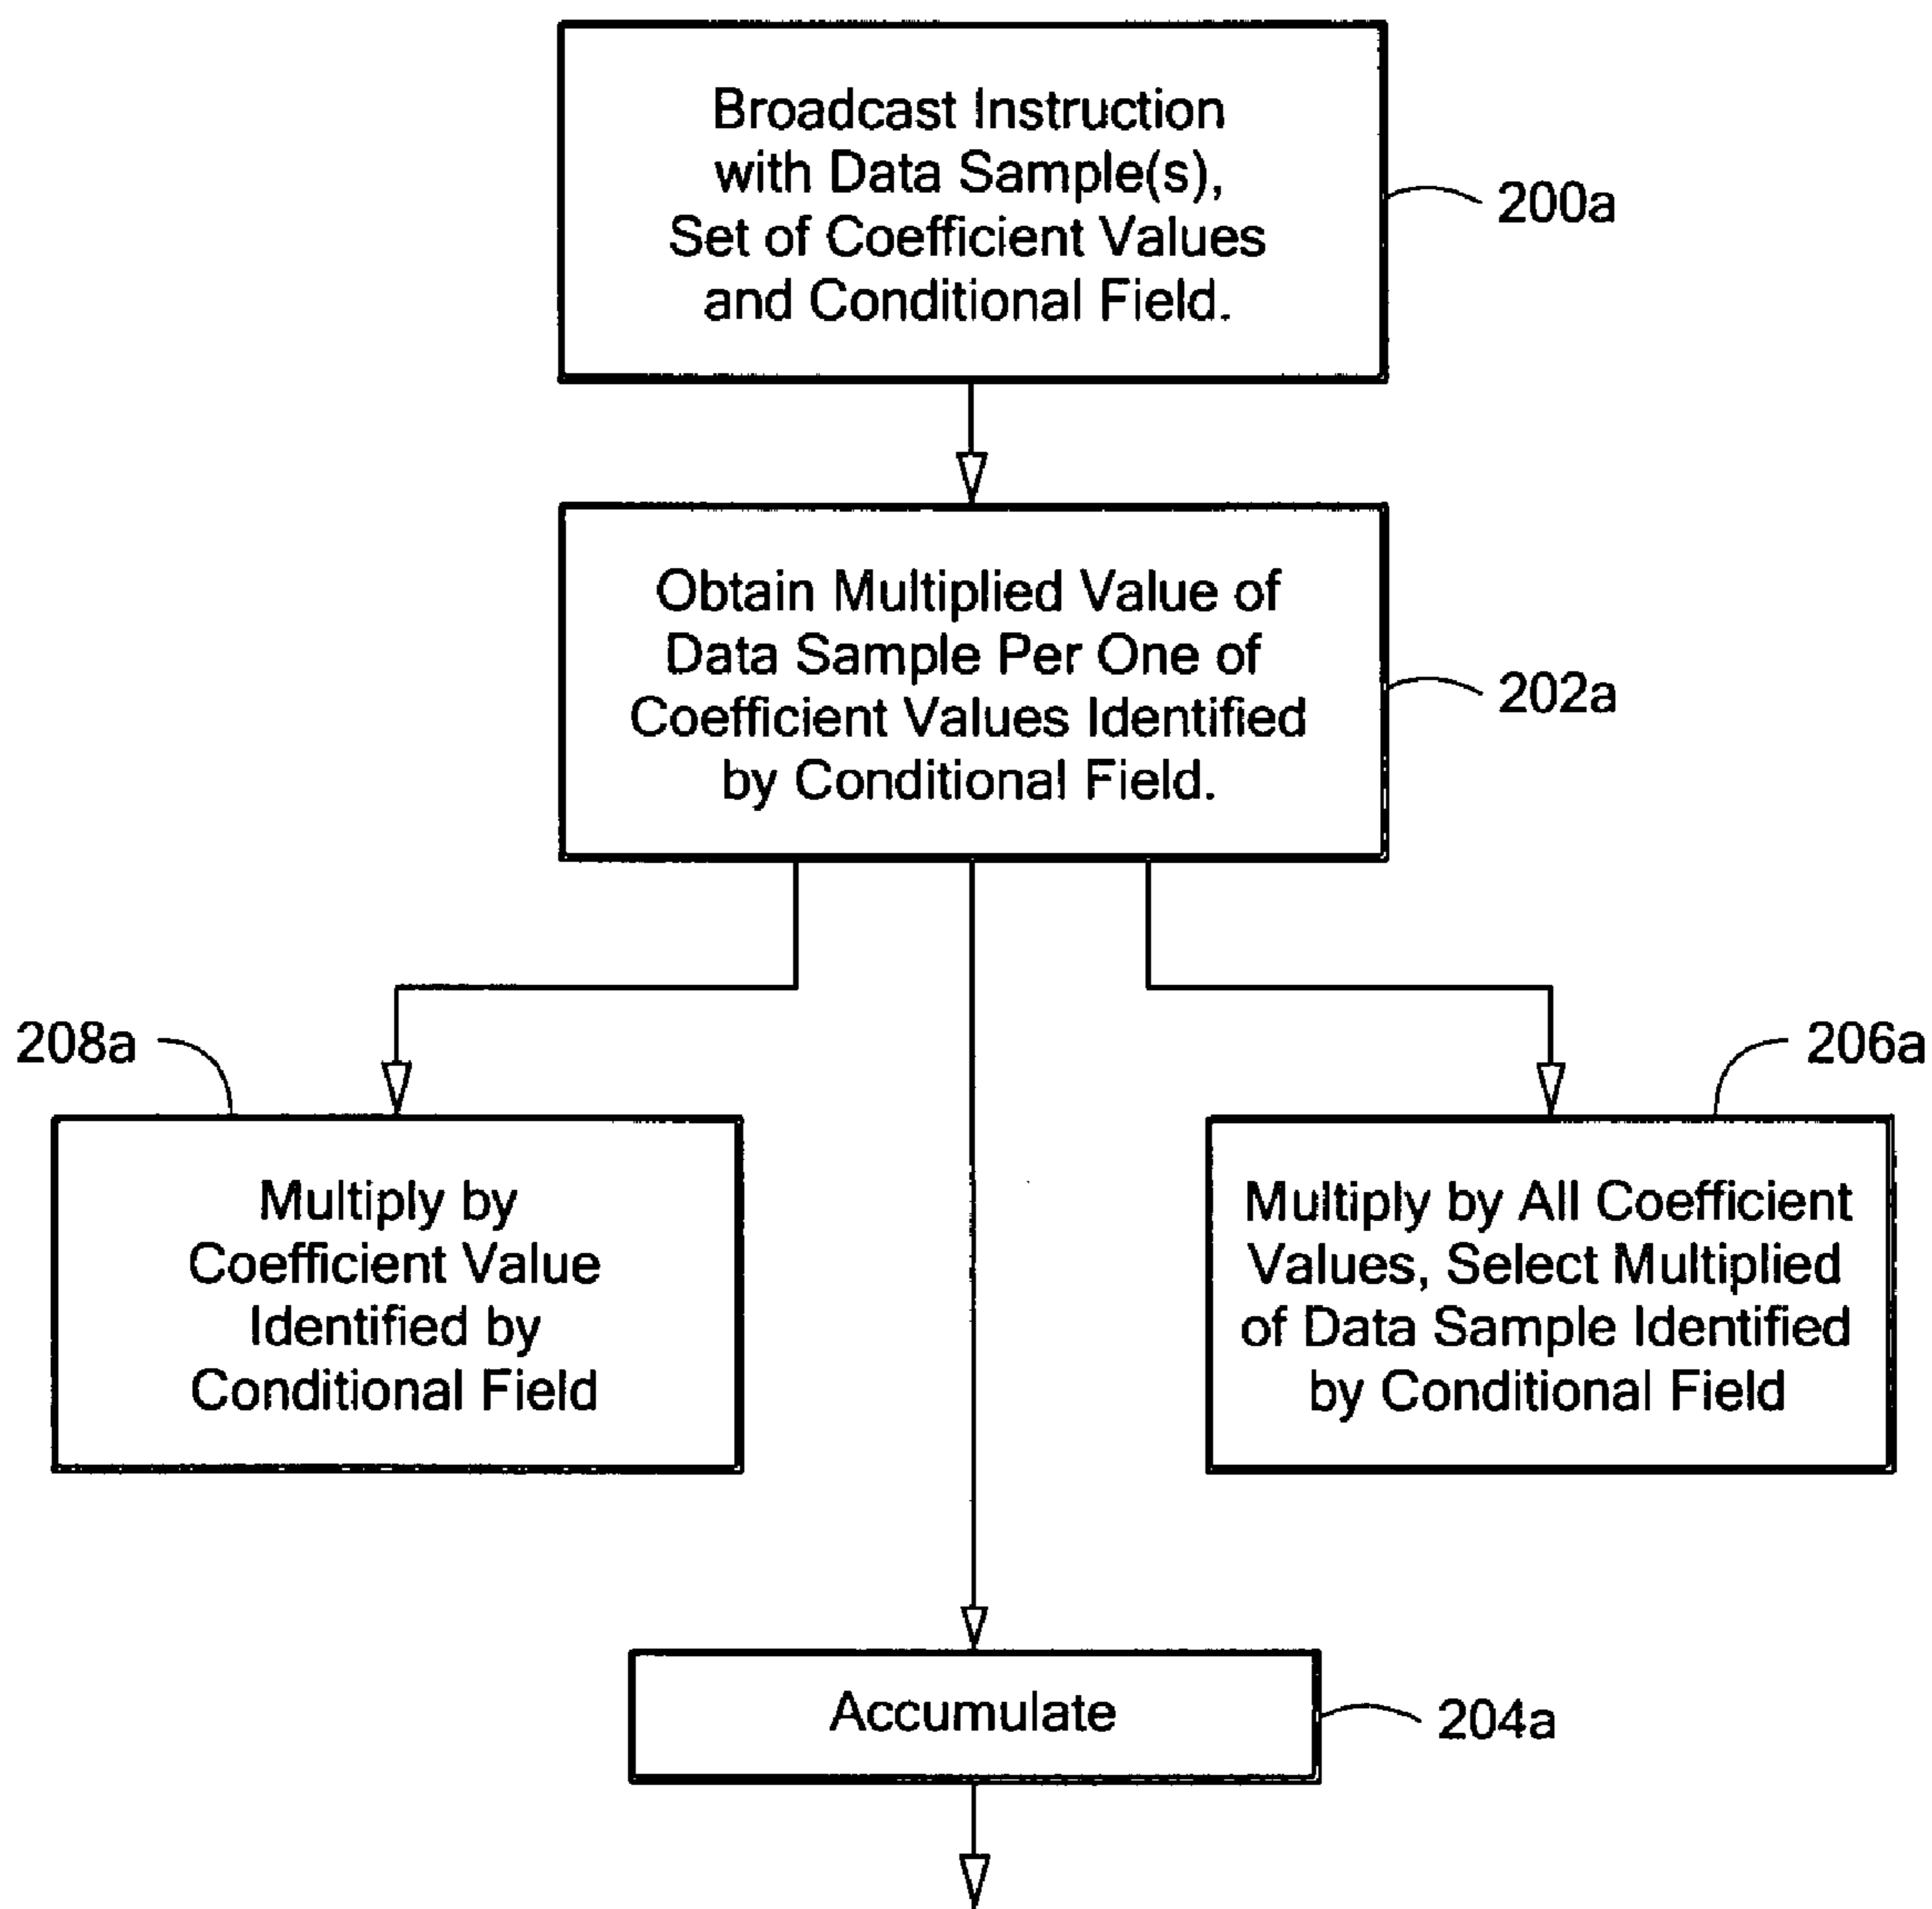 Broadcast Instruction
with Data Sample(s),
Set of Coefficient Values
and Conditional Field.
200a
Obtain Multiplied Value of
Data Sample Per One of
Coefficient Values Identified
by Conditional Field.
202a
208a
206a
Multiply by
Coefficient Value
Identified by
Conditional Field
Multiply by All Coefficient
Values, Select Multiplied
of Data Sample Identified
by Conditional Field
Accumulate
204a